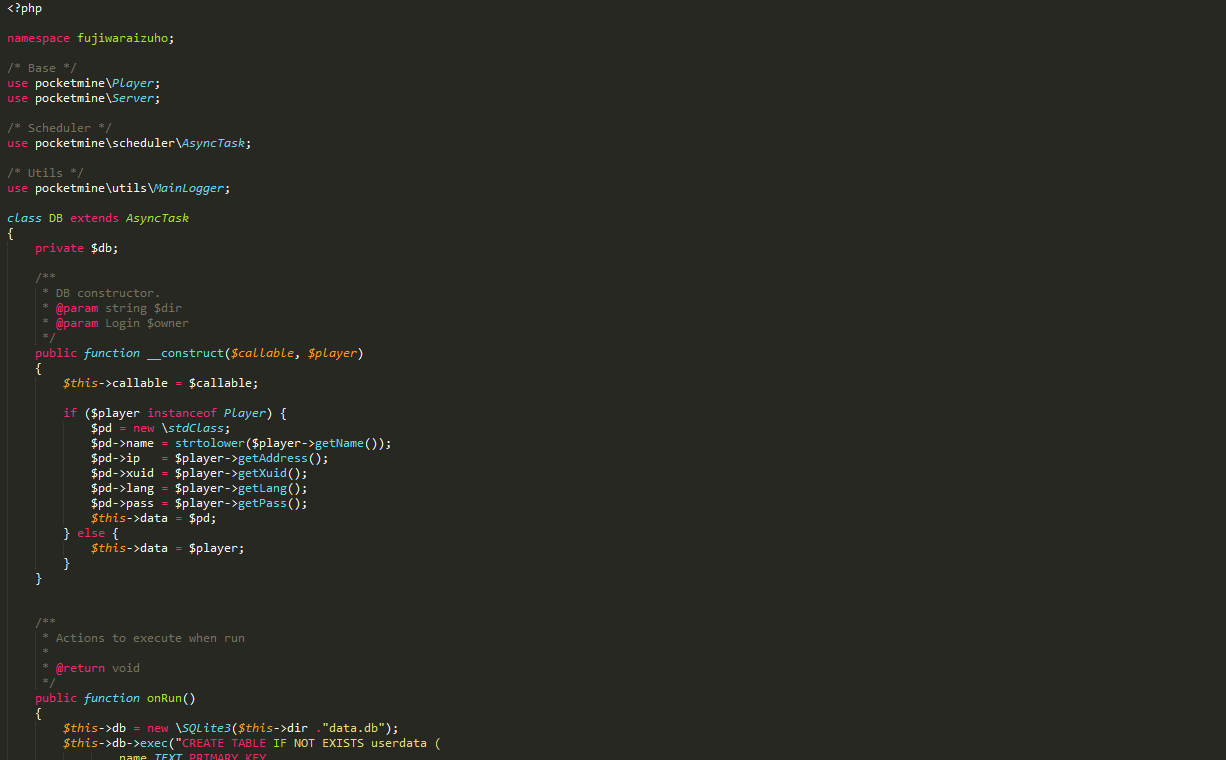 <?php
namespace fujiwaraizuho;
/* Base */
use pocketmine\Player;
use pocketmine\Server;
/* Scheduler */
use pocketmine\scheduler\AsyncTask;
/* Utils */
use pocketmine\utils\MainLogger;
class DB extends AsyncTask
{
    private $db;
    /**
     * DB constructor.
     * @param string $dir
     * @param Login $owner
     */
    public function __construct($callable, $player)
    {
        $this->callable = $callable;
        if ($player instanceof Player) {
            $pd = new \stdClass;
            $pd->name = strtolower($player->getName());
            $pd->ip   = $player->getAddress();
            $pd->xuid = $player->getXuid();
            $pd->lang = $player->getLang();
            $pd->pass = $player->getPass();
            $this->data = $pd;
        } else {
            $this->data = $player;
        }
    }
    /**
     * Actions to execute when run
     *
     * @return void
     */
    public function onRun()
    {
        $this->db = new \SQLite3($this->dir ."data.db");
        $this->db->exec("CREATE TABLE IF NOT EXISTS userdata (
                name TEXT PRIMARY KEY